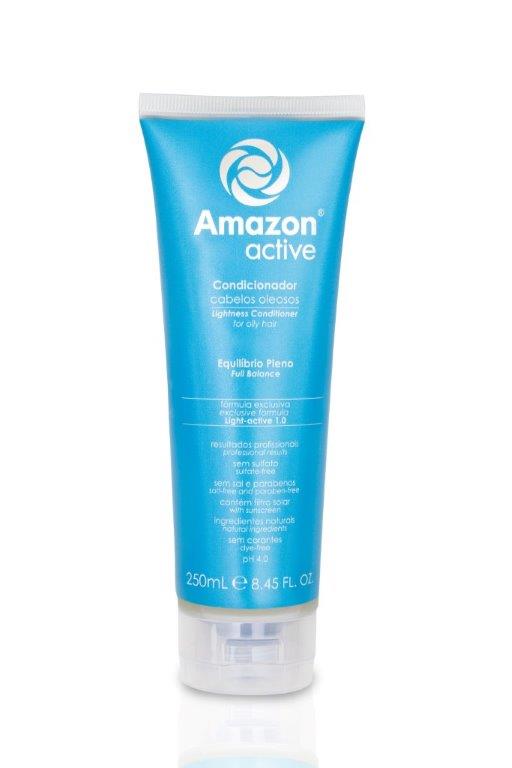 Amazon®
active
Condicionador
cabelos oleosos
Lightness Conditioner
for oily hair
Equilíbrio Pleno
Full Balance
fórmula exclusiva
exclusive formula
Light-active 1.0
resultados profissionais
professional results
sem sulfato
sulfate-free
sem sal e parabenos
salt-free and paraben-free
contém filtro solar
with sunscreen
ingredientes naturais
natural ingredients
sem corantes
dye-free
pH 4.0
250mL ℮ 8.45 FL. OZ.